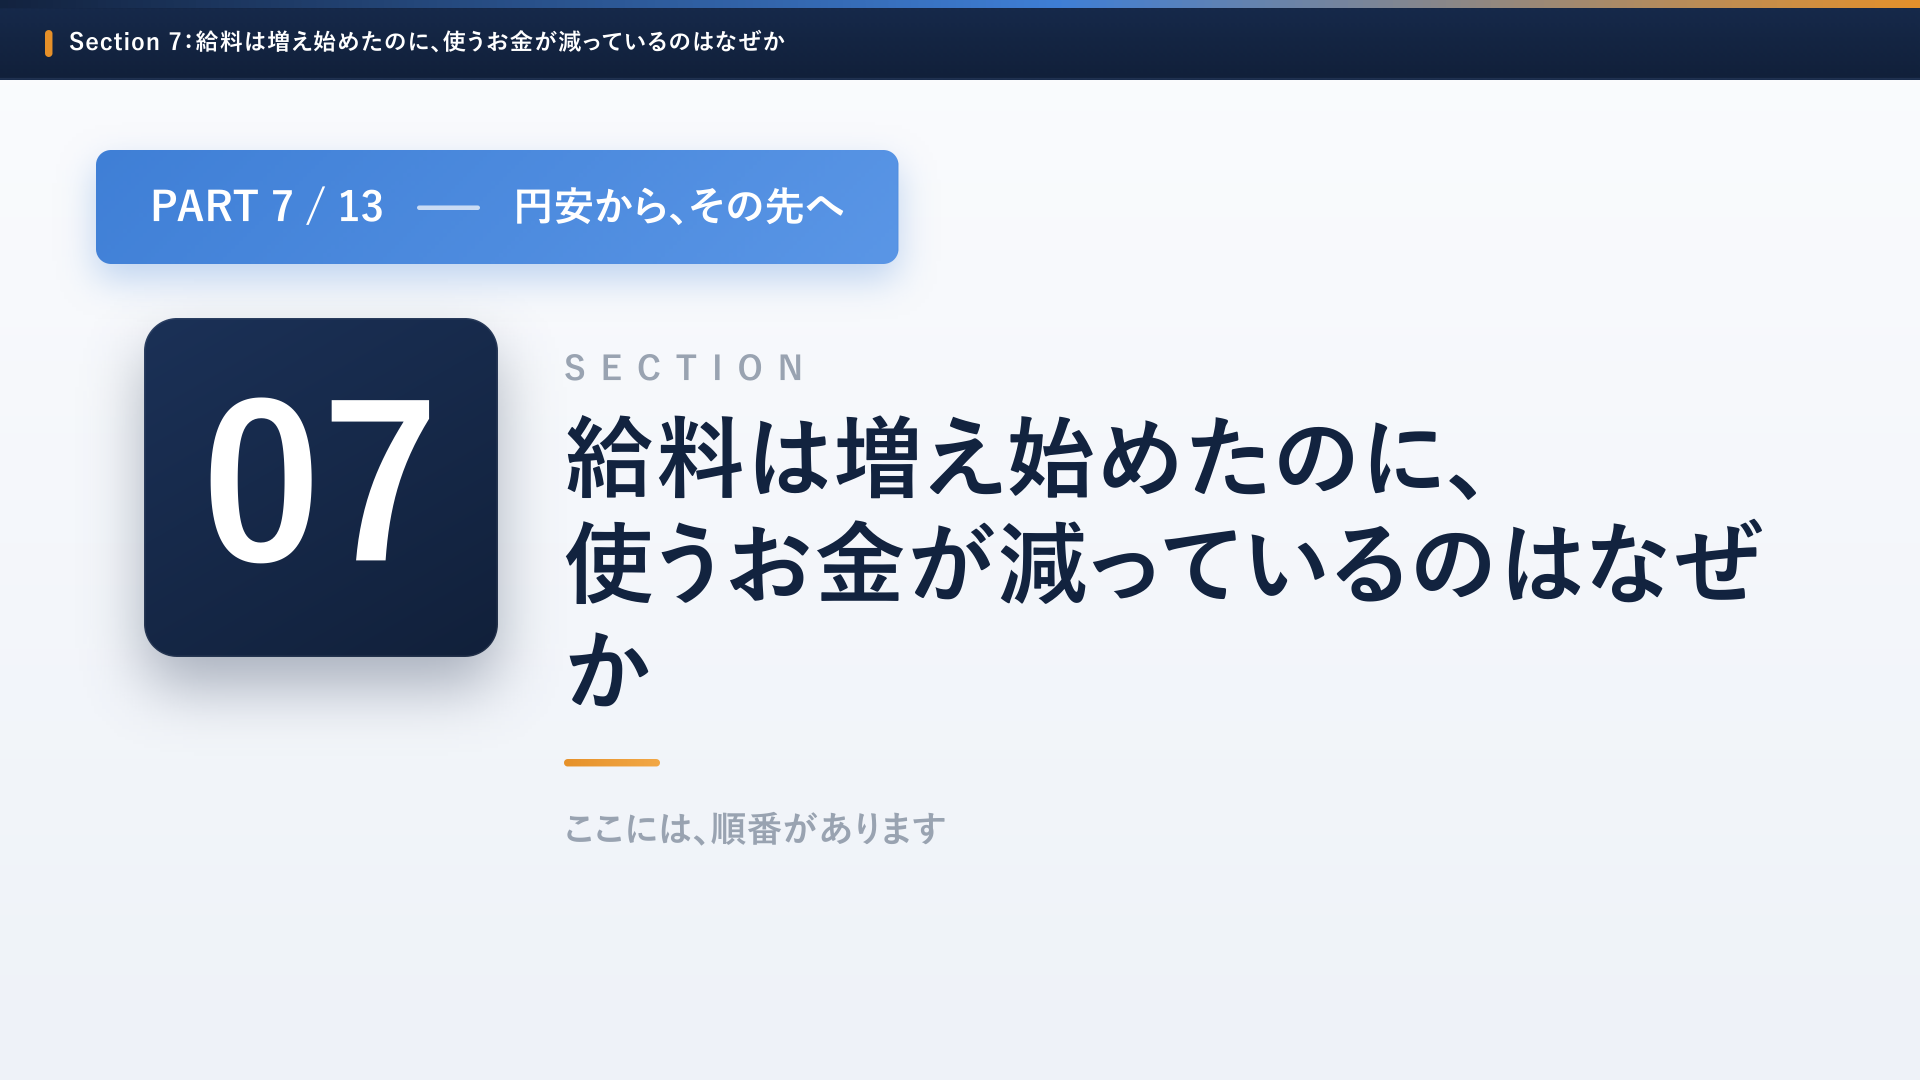 Section 7：給料は増え始めたのに、使うお金が減っているのはなぜか
PART 7 / 13 — 円安から、その先へ
07
SECTION
給料は増え始めたのに、
使うお金が減っているのはなぜ
か
ここには、順番があります